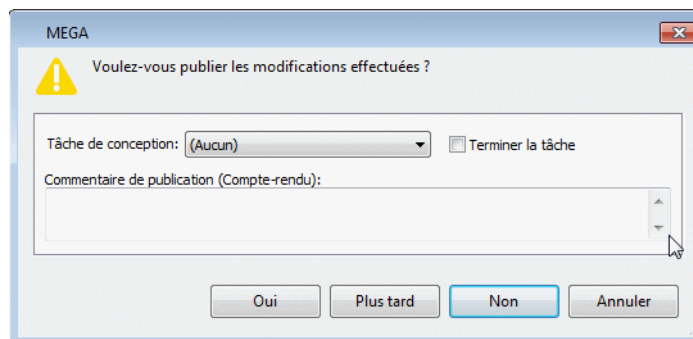 MEGA
Voulez-vous publier les modifications effectuées ?
Tâche de conception: (Aucun) Terminer la tâche
Commentaire de publication (Compte-rendu):
Oui Plus tard Non Annuler